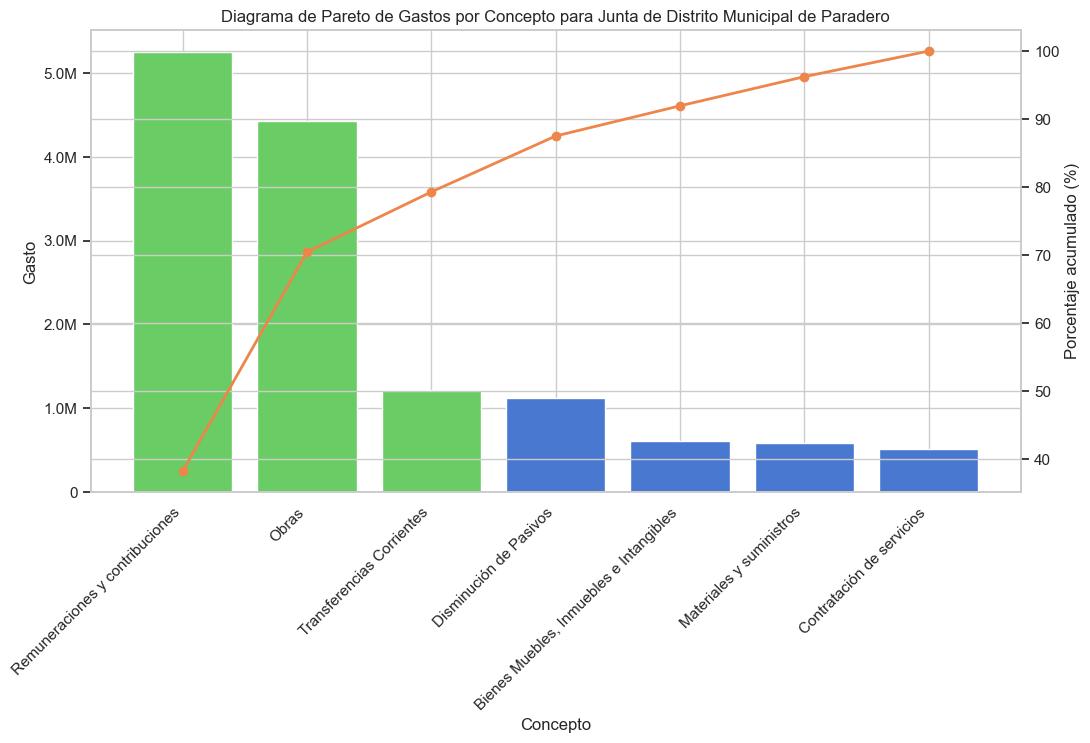 Diagrama de Pareto de Gastos por Concepto para Junta de Distrito Municipal de Paradero
Gasto
5.0M
4.0M
3.0M
2.0M
1.0M
0
100
90
80
70
60
50
40
Porcentaje acumulado (%)
Remuneraciones y contribuciones
Obras
Transferencias Corrientes
Disminución de Pasivos
Bienes Muebles, Inmuebles e Intangibles
Materiales y suministros
Contratación de servicios
Concepto